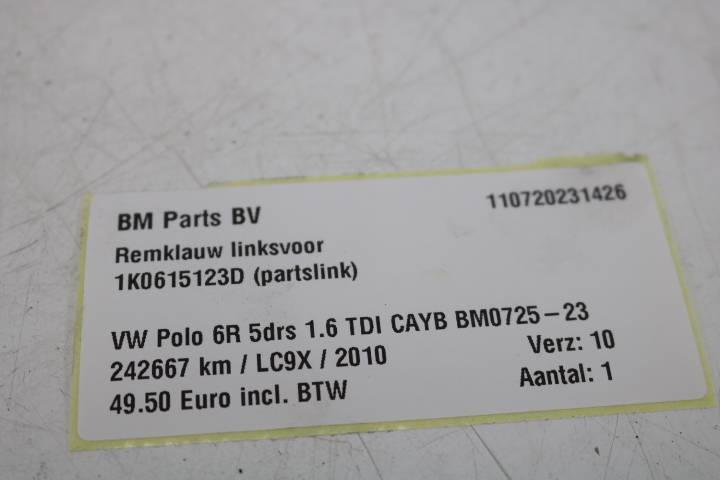 BM Parts BV 110720231426
Remklauw linksvoor
1K0615123D (partslink)
VW Polo 6R 5drs 1.6 TDI CAYB BM0725-23
242667 km / LC9X / 2010 Verz: 10
49.50 Euro incl. BTW Aantal: 1